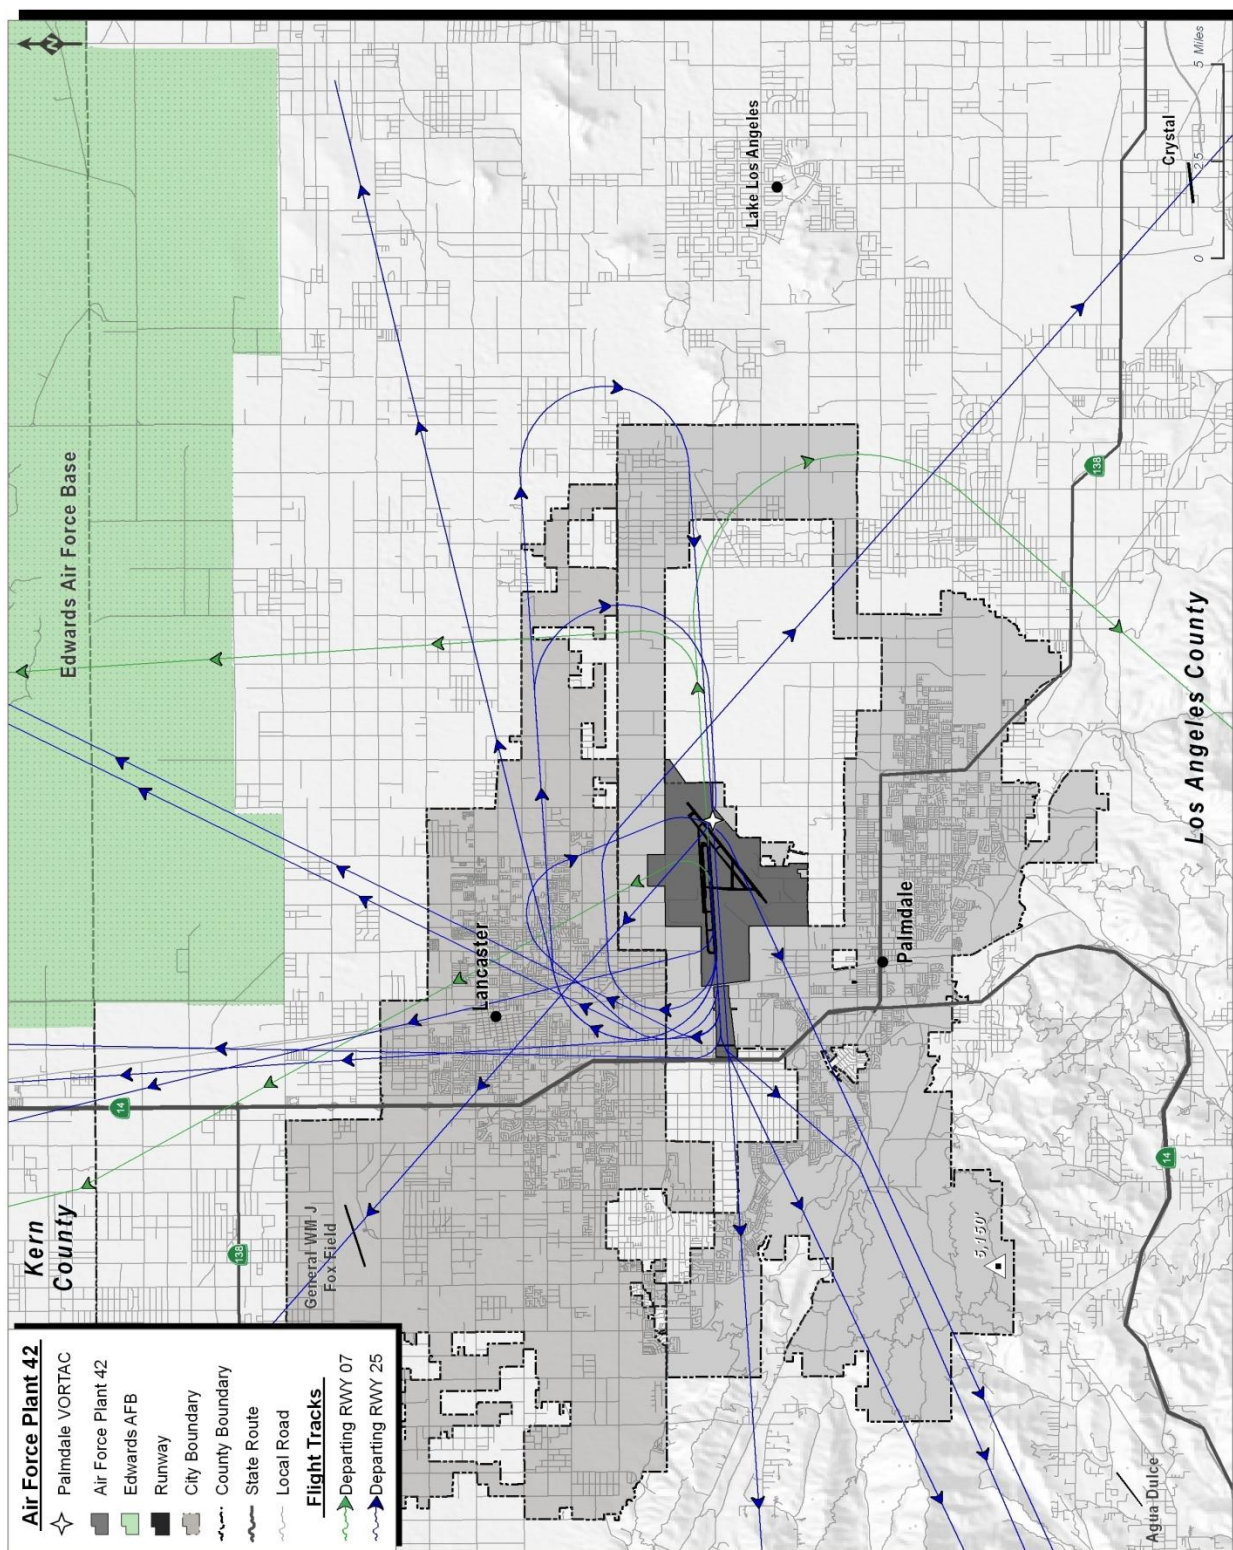 Air Force Plant 42
Palmdale VORTAC
Air Force Plant 42
Edwards AFB
Runway
City Boundary
County Boundary
State Route
Local Road
Flight Tracks
Departing RWY 07
Departing RWY 25
Kern
County
138
14
General WM J
Fox Field
Edwards Air Force Base
N
Lancaster
Palmdale
Lake Los Angeles
5,150'
Agua Dulce
14
Los Angeles County
138
Crystal
0
2.5
5 Miles